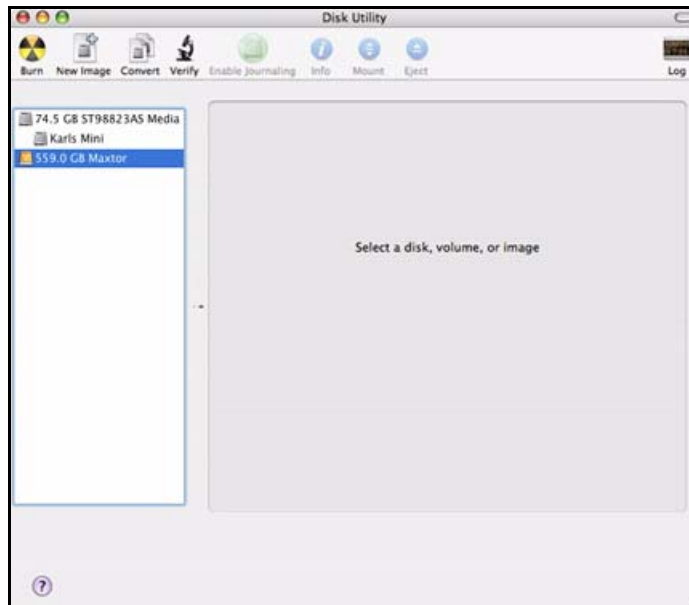 Disk Utility
Burn New Image Convert Verify Enable Journaling Info Mount Eject Log
74.5 GB ST98823AS Media
Karls Mini
559.0 GB Maxtor
Select a disk, volume, or image
?